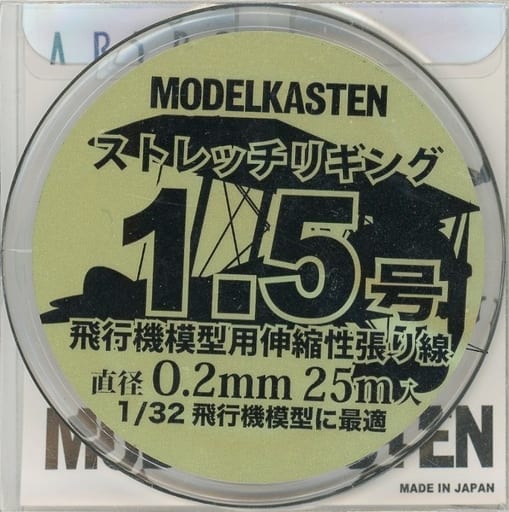 MODELKASTEN
ストレッチリギング
1.5号
飛行機模型用伸縮性張り線
直径 0.2mm 25m入
1/32 飛行機模型に最適
MADE IN JAPAN